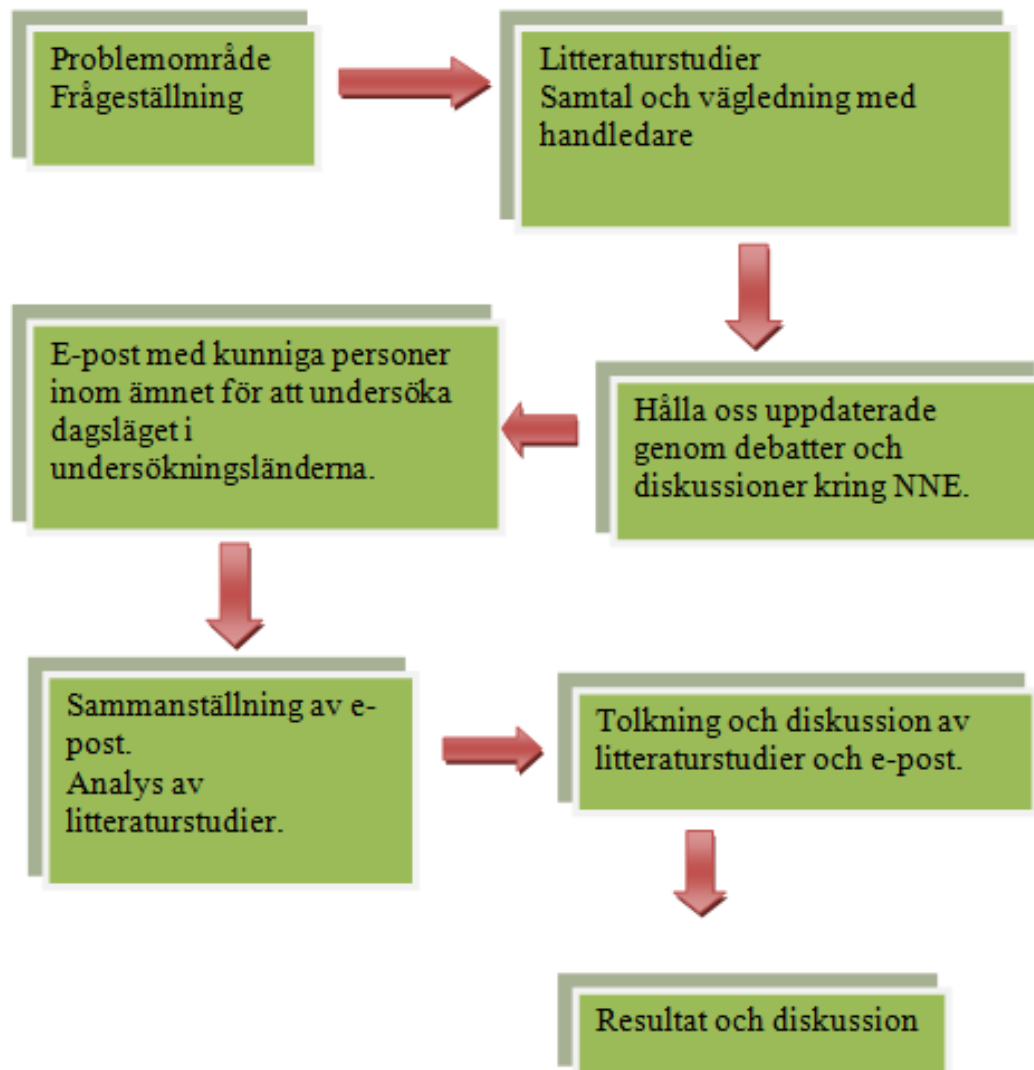 Problemområde
Frågeställning
Litteraturstudier
Samtal och vägledning med
handledare
Hålla oss uppdaterade
genom debatter och
diskussioner kring NNE.
E-post med kunniga personer
inom ämnet för att undersöka
dagsläget i
undersökningsländerna.
Sammanställning av e-
post.
Analys av
litteraturstudier.
Tolkning och diskussion av
litteraturstudier och e-post.
Resultat och diskussion